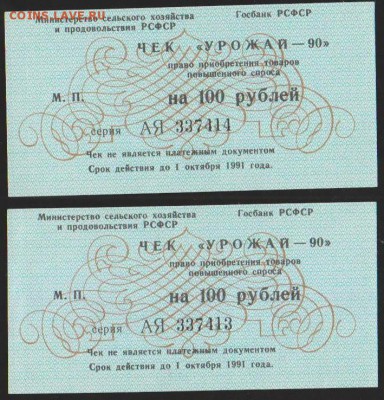 COINS.LAVE.RU
Министерство сельского хозяйства
и продовольствия РСФСР
Госбанк РСФСР
ЧЕК «УРОЖАЙ—90»
право приобретения товаров
повышенного спроса
М. П.
на 100 рублей
серия АЯ 337414
Чек не является платежным документом
Срок действия до 1 октября 1991 года.
Министерство сельского хозяйства
и продовольствия РСФСР
Госбанк РСФСР
ЧЕК «УРОЖАЙ—90»
право приобретения товаров
повышенного спроса
М. П.
на 100 рублей
серия АЯ 337413
Чек не является платежным документом
Срок действия до 1 октября 1991 года.